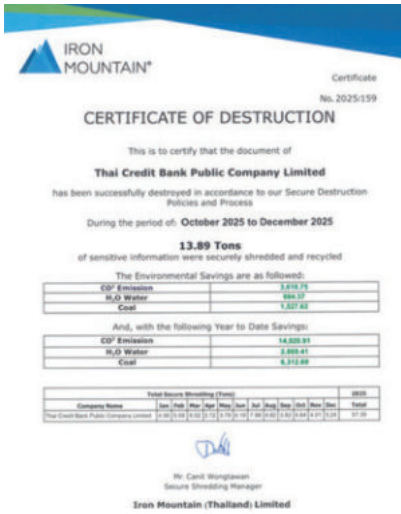 IRON
MOUNTAIN®
Certificate
No. 2025/159
CERTIFICATE OF DESTRUCTION
This is to certify that the document of
Thai Credit Bank Public Company Limited
has been successfully destroyed in accordance to our Secure Destruction
Policies and Process
During the period of: October 2025 to December 2025
13.89 Tons
of sensitive information were securely shredded and recycled
The Environmental Savings are as followed:
CO² Emission
H₂O Water
Coal
And, with the following Year to Date Savings:
CO² Emission
H₂O Water
Coal
Total Secure Shredding (Tons) 2025
Company Name Jan Feb Mar Apr May Jun Jul Aug Sep Oct Nov Dec Total
Thai Credit Bank Public Company Limited
Mr. Canit Wongtawan
Secure Shredding Manager
Iron Mountain (Thailand) Limited